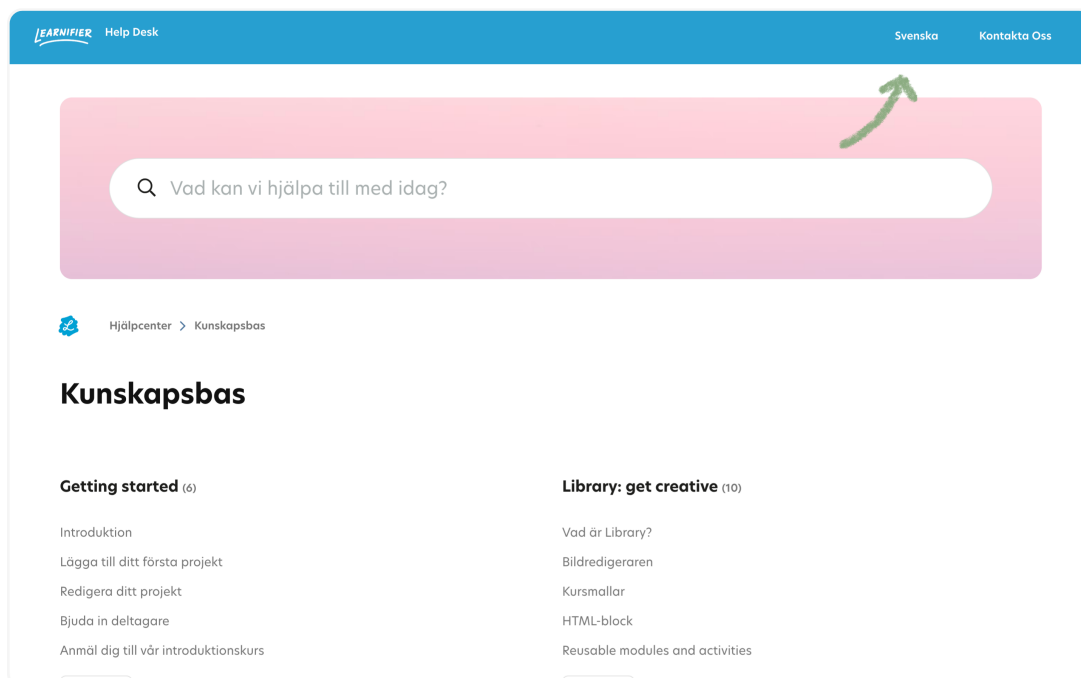 LEARNIFIER Help Desk Svenska Kontakta Oss
Vad kan vi hjälpa till med idag?
Hjälpcenter > Kunskapsbas
Kunskapsbas
Getting started (6)
Introduktion
Lägga till ditt första projekt
Redigera ditt projekt
Bjuda in deltagare
Anmäl dig till vår introduktionskurs
Library: get creative (10)
Vad är Library?
Bildredigeraren
Kursmallar
HTML-block
Reusable modules and activities